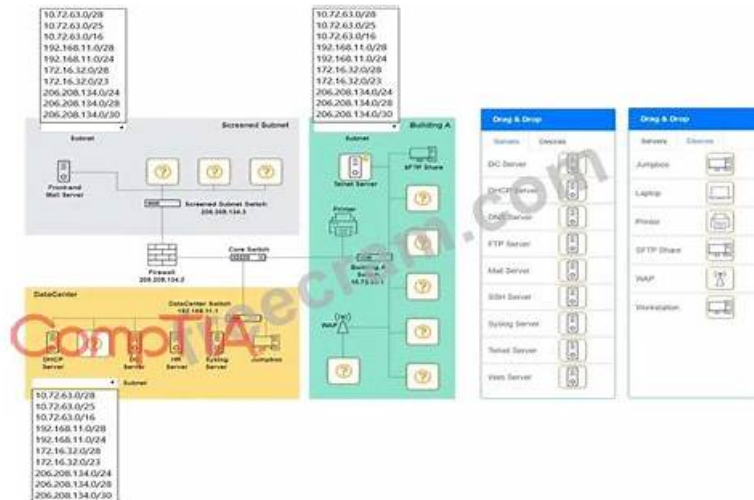 10.72.63.0/28
10.72.63.0/25
10.72.63.0/16
192.168.11.0/28
192.168.11.0/24
172.16.32.0/28
172.16.32.0/23
206.208.134.0/24
206.208.134.0/28
206.208.134.0/30
Subnet
Screened Subnet
Frontend
Mail Server
Screened Subnet Switch
Firewall
Core Switch
10.72.63.0/28
10.72.63.0/25
10.72.63.0/16
192.168.11.0/28
192.168.11.0/24
172.16.32.0/28
172.16.32.0/23
206.208.134.0/24
206.208.134.0/28
206.208.134.0/30
Subnet
Building A
Telnet Server
SFTP Share
Printer
Building A
Switch
WAP
DataCenter
DataCenter Switch
192.168.11.1
DHCP
Server
DC
Server
HR
Server
Syslog
Server
Jumpbox
Subnet
10.72.63.0/28
10.72.63.0/25
10.72.63.0/16
192.168.11.0/28
192.168.11.0/24
172.16.32.0/28
172.16.32.0/23
206.208.134.0/24
206.208.134.0/28
206.208.134.0/30
Drag & Drop
Servers Devices
DC Server
DHCP Server
DNS Server
FTP Server
Mail Server
SSH Server
Syslog Server
Telnet Server
Web Server
Drag & Drop
Servers Devices
Jumpbox
Laptop
Printer
SFTP Share
WAP
Workstation
CompTIA
freecram.com